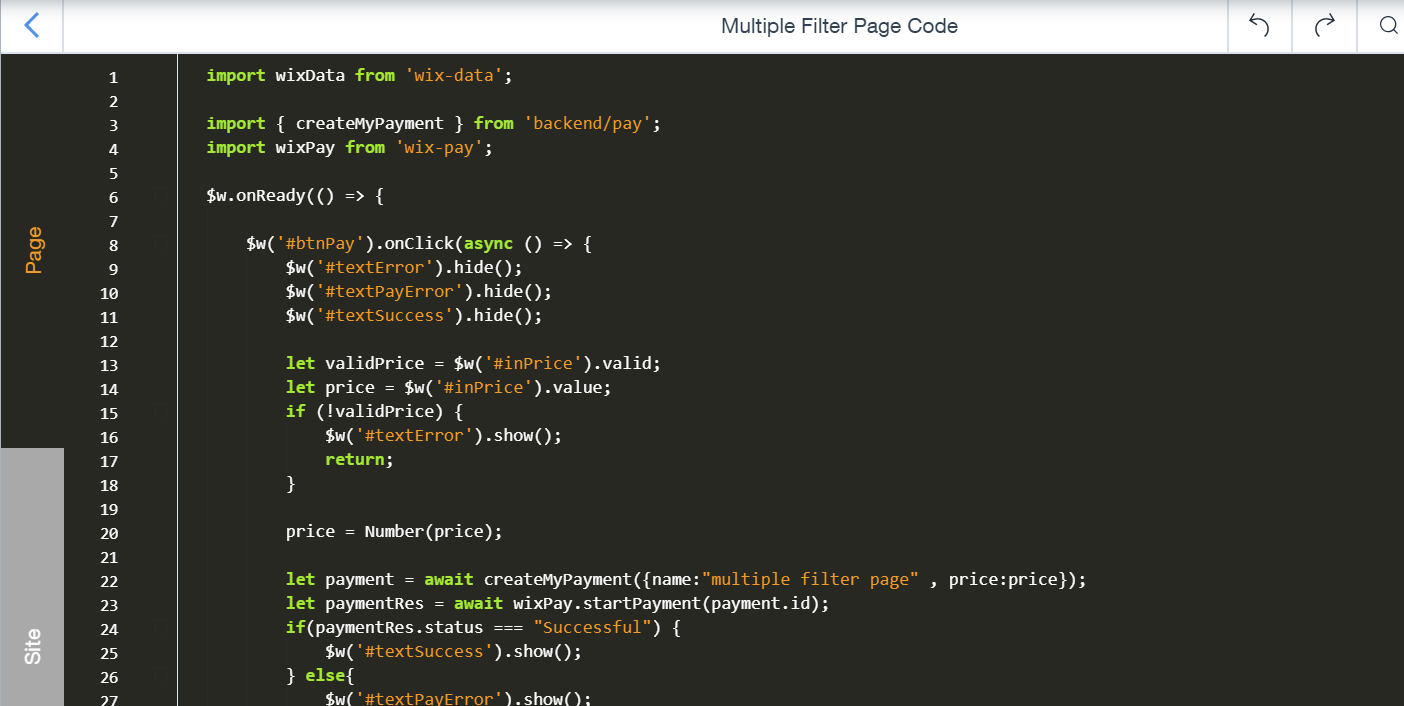 Multiple Filter Page Code
Page
Site
1 import wixData from 'wix-data';
2
3 import { createMyPayment } from 'backend/pay';
4 import wixPay from 'wix-pay';
5
6 $w.onReady(() => {
7
8 $w('#btnPay').onClick(async () => {
9 $w('#textError').hide();
10 $w('#textPayError').hide();
11 $w('#textSuccess').hide();
12
13 let validPrice = $w('#inPrice').valid;
14 let price = $w('#inPrice').value;
15 if (!validPrice) {
16 $w('#textError').show();
17 return;
18 }
19
20 price = Number(price);
21
22 let payment = await createMyPayment({name:"multiple filter page" , price:price});
23 let paymentRes = await wixPay.startPayment(payment.id);
24 if(paymentRes.status === "Successful") {
25 $w('#textSuccess').show();
26 } else{
27 $w('#textPayError').show();